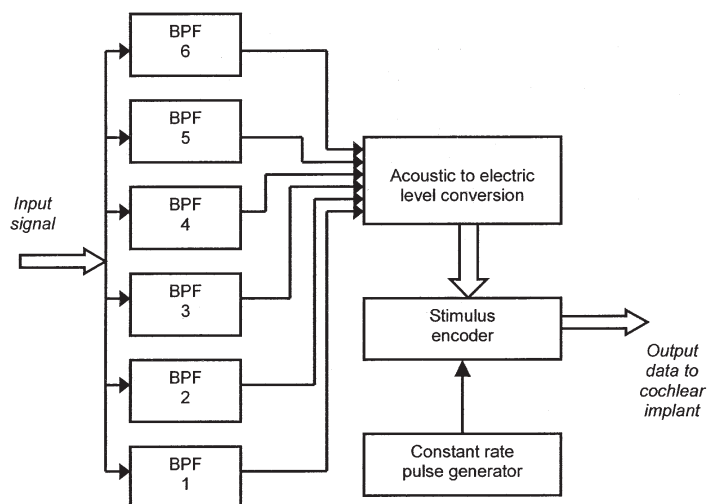 BPF
6
BPF
5
BPF
4
BPF
3
BPF
2
BPF
1
Input
signal
Acoustic to electric
level conversion
Stimulus
encoder
Constant rate
pulse generator
Output
data to
cochlear
implant